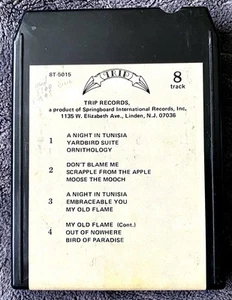 8T-5015
TRIP
8
track
TRIP RECORDS,
a product of Springboard International Records, Inc,
1135 W. Elizabeth Ave., Linden, N.J. 07036
A NIGHT IN TUNISIA
1 YARDBIRD SUITE
ORNITHOLOGY
DON'T BLAME ME
2 SCRAPPLE FROM THE APPLE
MOOSE THE MOOCH
A NIGHT IN TUNISIA
3 EMBRACEABLE YOU
MY OLD FLAME
MY OLD FLAME (Cont.)
4 OUT OF NOWHERE
BIRD OF PARADISE